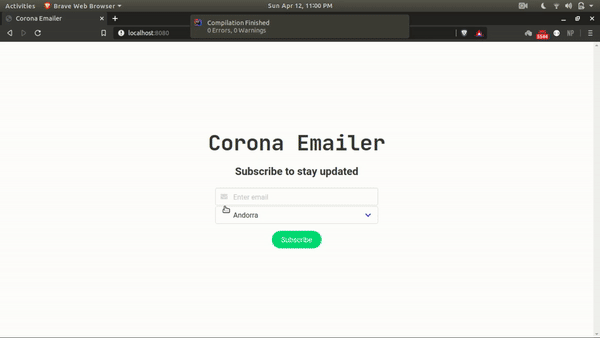 Activities
Brave Web Browser
Sun Apr 12, 11:00 PM
Corona Emailer
Compilation Finished
0 Errors, 0 Warnings
localhost:8080
NP
Corona Emailer
Subscribe to stay updated
Enter email
Andorra
Subscribe